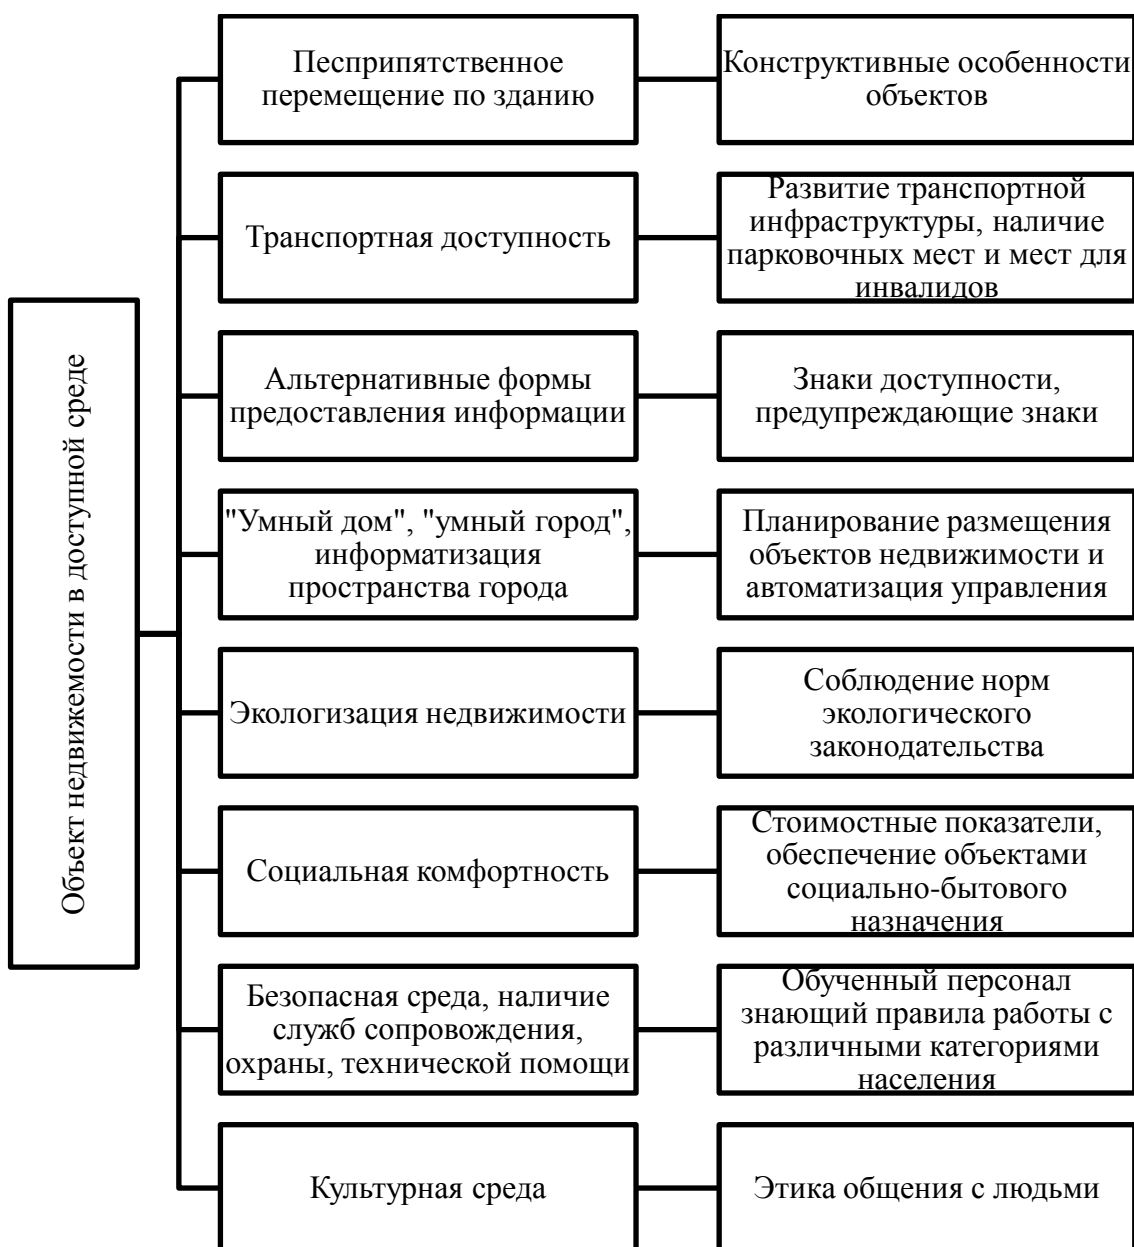 Объект недвижемости в доступной среде
Песприпятственное
перемещение по зданию
Конструктивные особенности
объектов
Транспортная доступность
Развитие транспортной
инфраструктуры, наличие
парковочных мест и мест для
инвалидов
Альтернативные формы
предоставления информации
Знаки доступности,
предупреждающие знаки
"Умный дом", "умный город",
информатизация
пространства города
Планирование размещения
объектов недвижимости и
автоматизация управления
Экологизация недвижимости
Соблюдение норм
экологического
законодательства
Социальная комфортность
Стоимостные показатели,
обеспечение объектами
социально-бытового
назначения
Безопасная среда, наличие
служб сопровождения,
охраны, технической помощи
Обученный персонал
знающий правила работы с
различными категориями
населения
Культурная среда
Этика общения с людьми